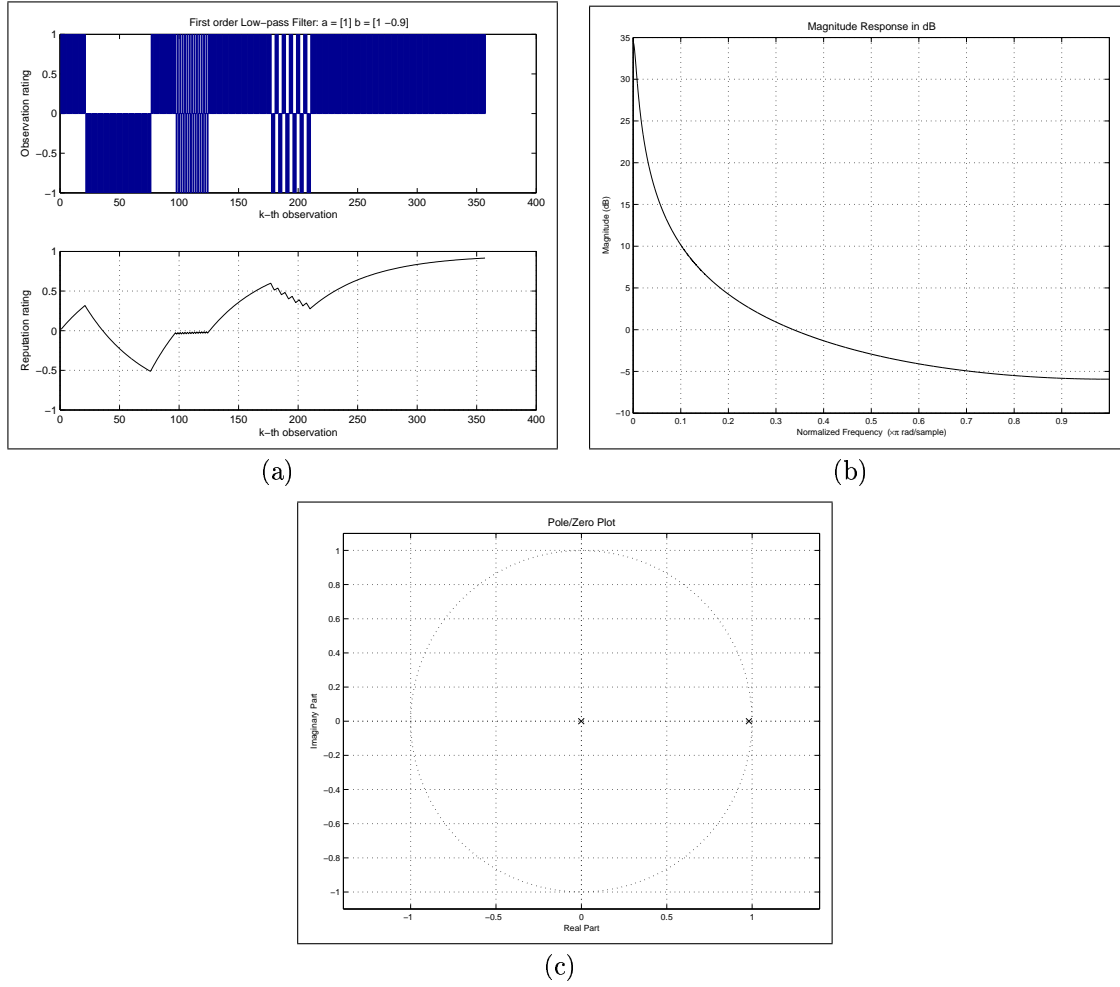 First order Low−pass Filter: a = [1] b = [1 −0.9]
Observation rating
1
0.5
0
−0.5
−1
0 50 100 150 200 250 300 350 400
k−th observation
Reputation rating
1
0.5
0
−0.5
−1
0 50 100 150 200 250 300 350 400
k−th observation
(a)
Magnitude Response in dB
Magnitude (dB)
35
30
25
20
15
10
5
0
−5
−10
0 0.1 0.2 0.3 0.4 0.5 0.6 0.7 0.8 0.9
Normalized Frequency (×π rad/sample)
(b)
Pole/Zero Plot
Imaginary Part
1
0.8
0.6
0.4
0.2
0
−0.2
−0.4
−0.6
−0.8
−1
−1 −0.5 0 0.5 1
Real Part
(c)